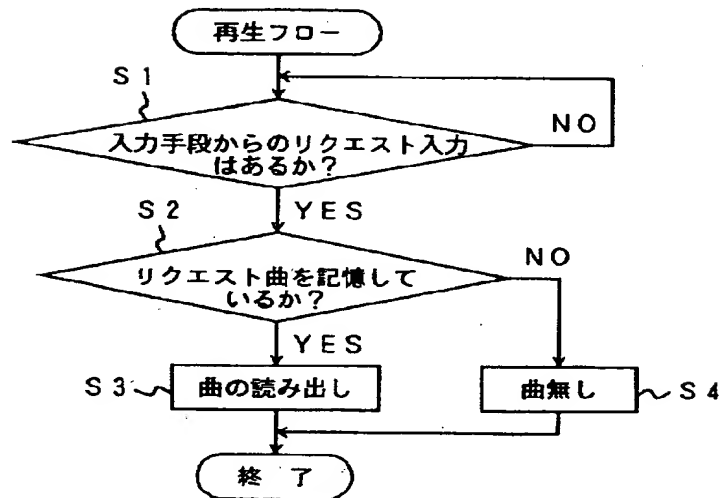 再生フロー
S1
入力手段からのリクエスト入力
はあるか?
NO
YES
S2
リクエスト曲を記憶して
いるか?
NO
YES
S3
曲の読み出し
曲無し
S4
終 了